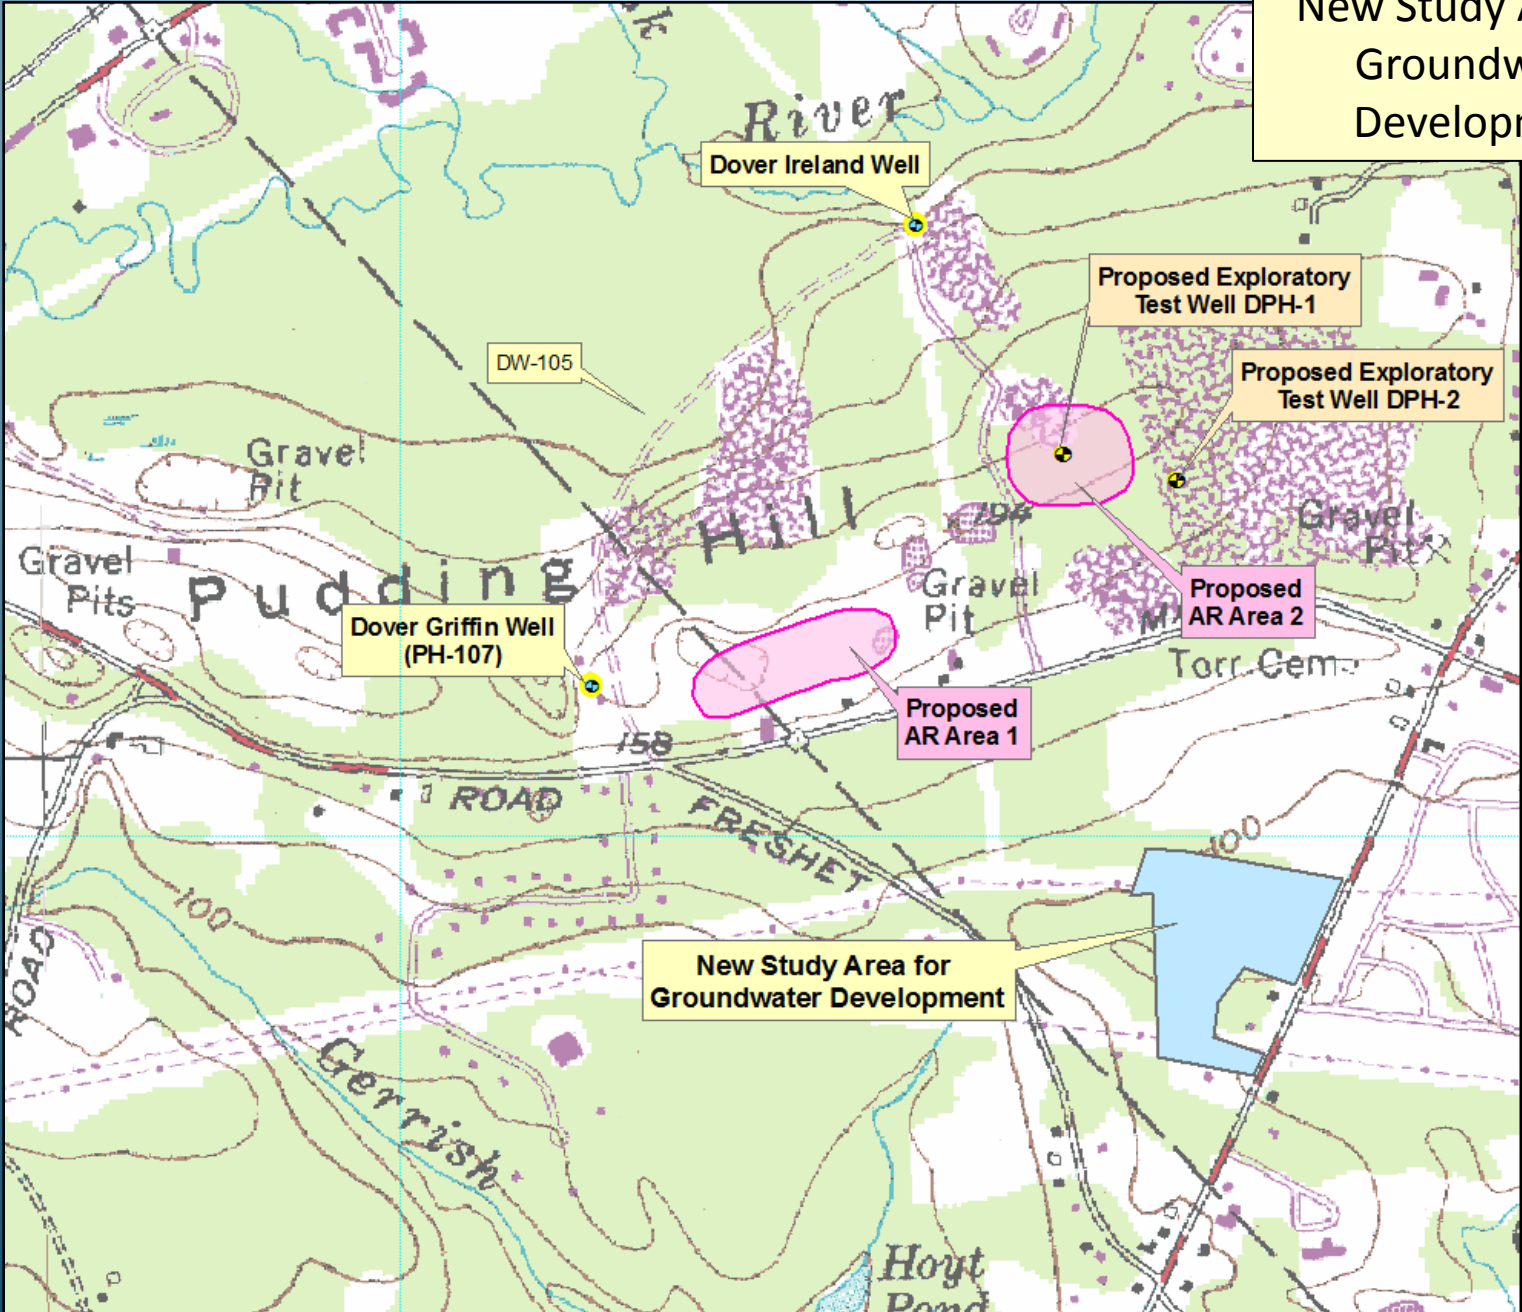 New Study A
Groundw
Developm
River
Dover Ireland Well
Proposed Exploratory
Test Well DPH-1
DW-105
Proposed Exploratory
Test Well DPH-2
Gravel
Pit
194
Gravel
Pit
Hill
Gravel
Pits
Pudding
Gravel
Pit
Proposed
AR Area 2
Dover Griffin Well
(PH-107)
Torr Cem
Proposed
AR Area 1
158
ROAD
FRESHET
100
100
ROAD
New Study Area for
Groundwater Development
Gerrish
Hoyt
Pond